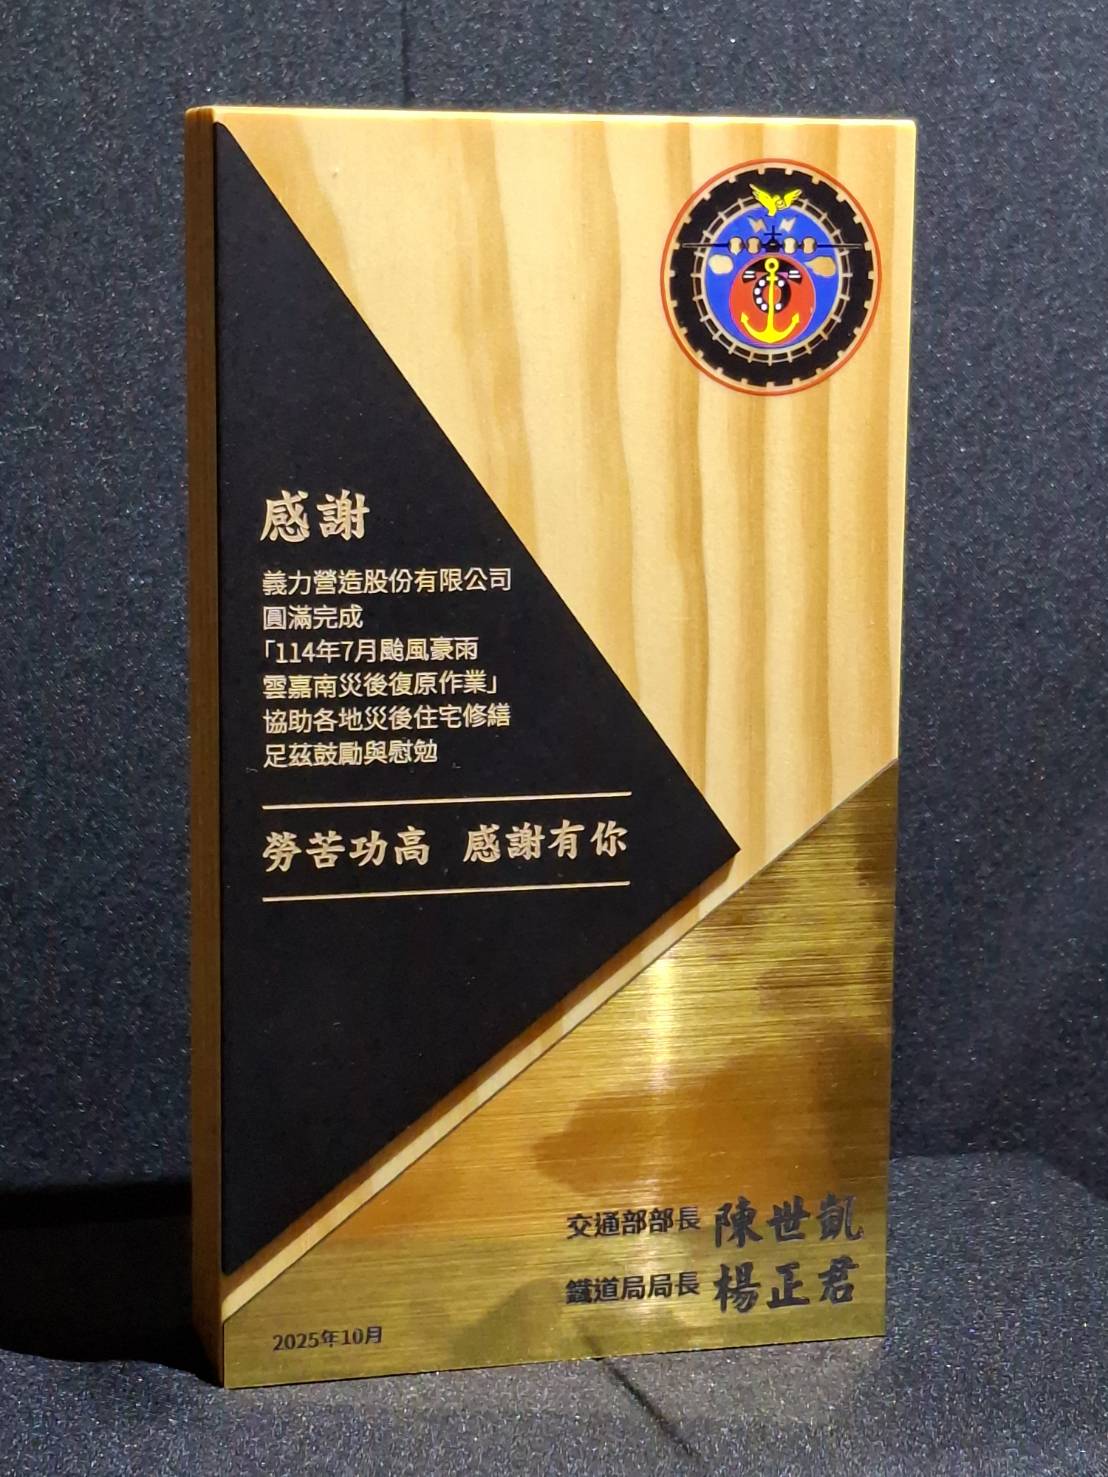 感謝
義力營造股份有限公司
圓滿完成
「114年7月颱風豪雨
雲嘉南災後復原作業」
協助各地災後住宅修繕
足茲鼓勵與慰勉
勞苦功高 感謝有你
交通部部長 陳世凱
鐵道局局長 楊正君
2025年10月